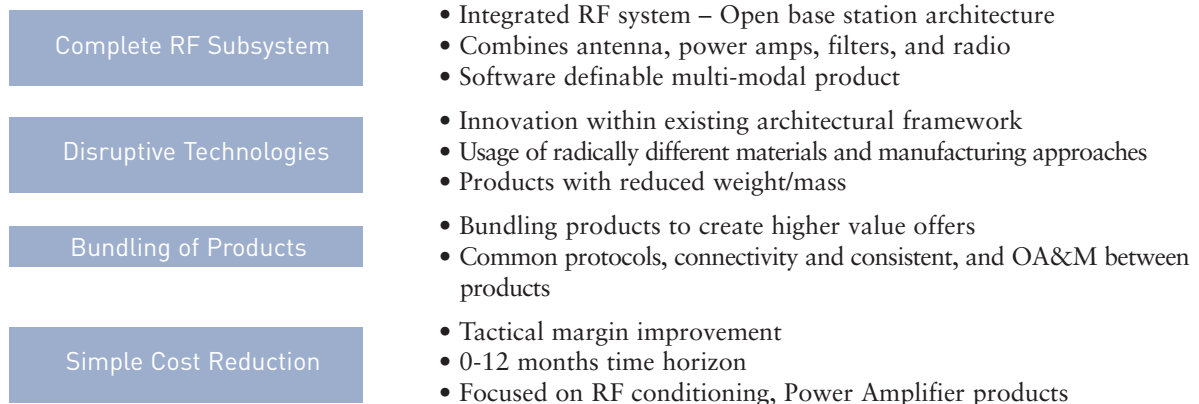 Complete RF Subsystem
• Integrated RF system – Open base station architecture
• Combines antenna, power amps, filters, and radio
• Software definable multi-modal product
Disruptive Technologies
• Innovation within existing architectural framework
• Usage of radically different materials and manufacturing approaches
• Products with reduced weight/mass
Bundling of Products
• Bundling products to create higher value offers
• Common protocols, connectivity and consistent, and OA&M between
products
Simple Cost Reduction
• Tactical margin improvement
• 0-12 months time horizon
• Focused on RF conditioning, Power Amplifier products